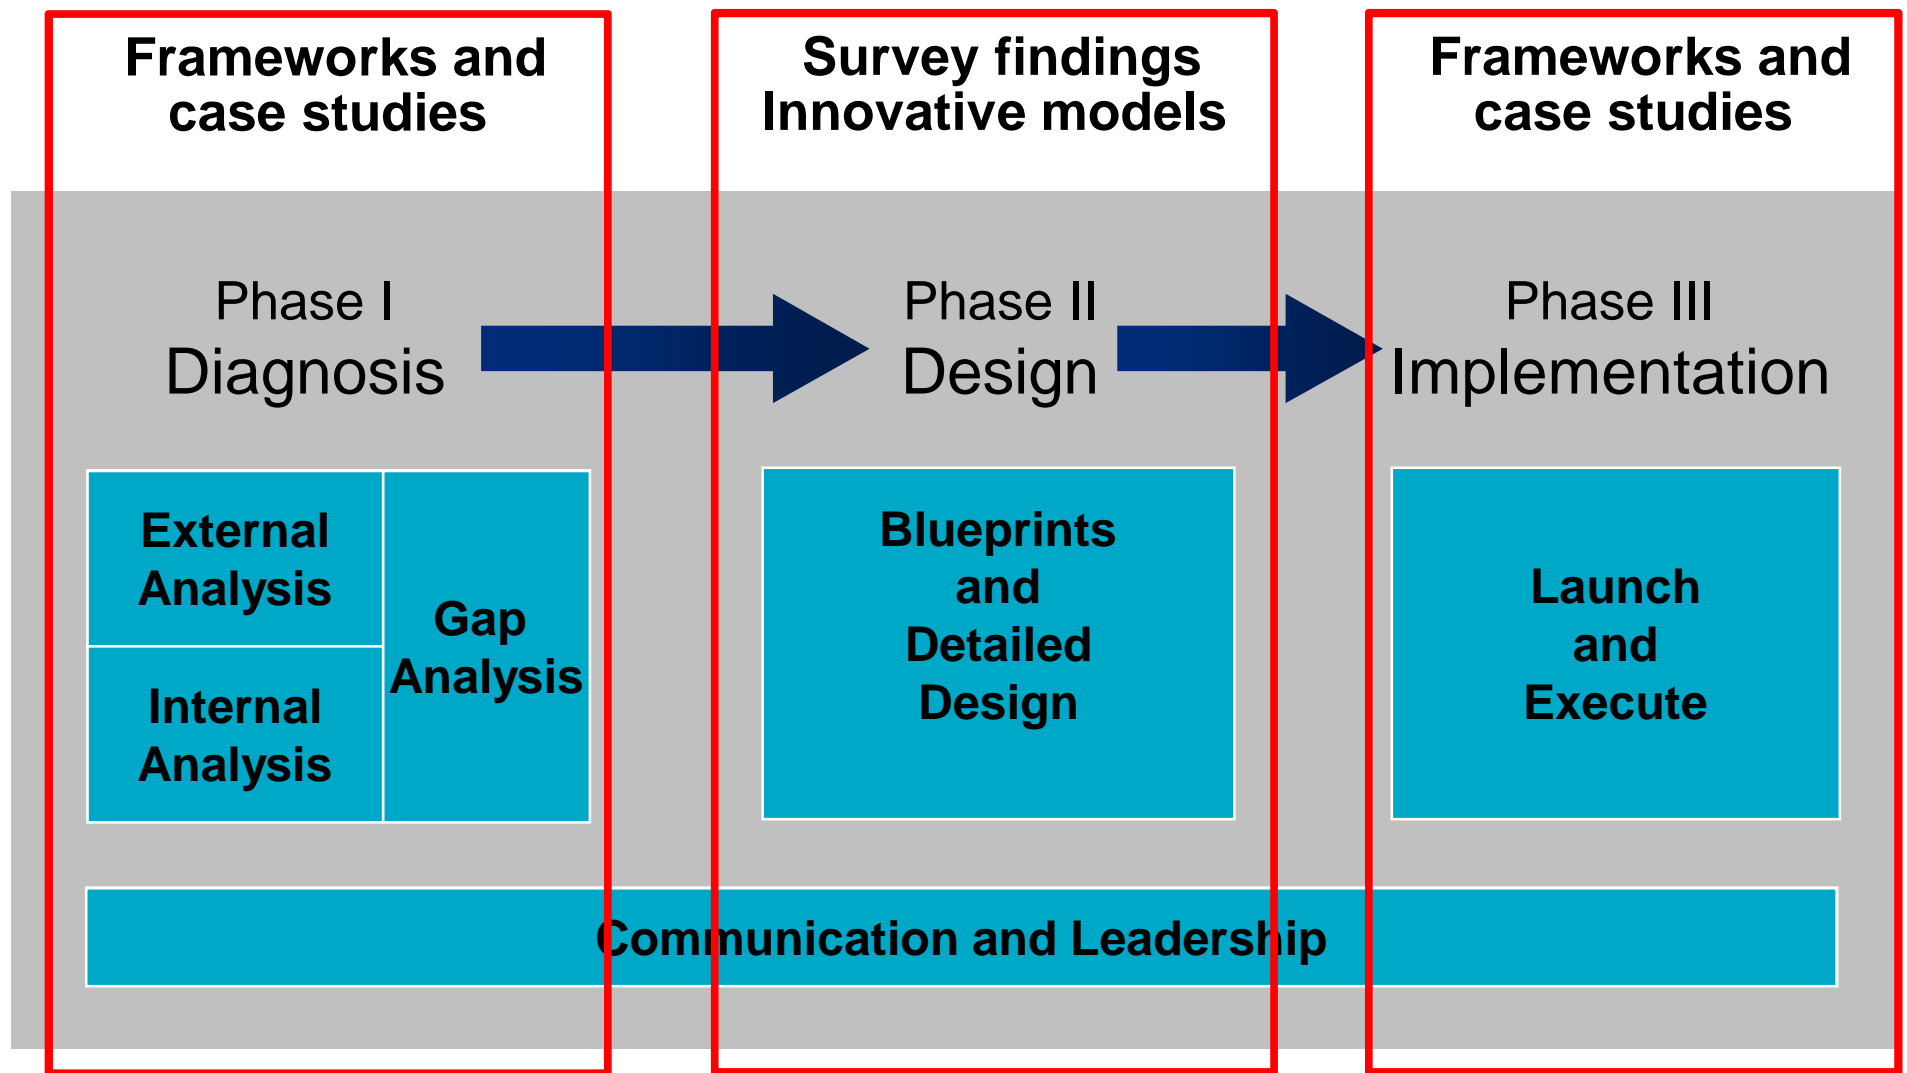 Frameworks and
case studies
Survey findings
Innovative models
Frameworks and
case studies
Phase I
Diagnosis
Phase II
Design
Phase III
Implementation
External
Analysis
Internal
Analysis
Gap
Analysis
Blueprints
and
Detailed
Design
Launch
and
Execute
Communication and Leadership